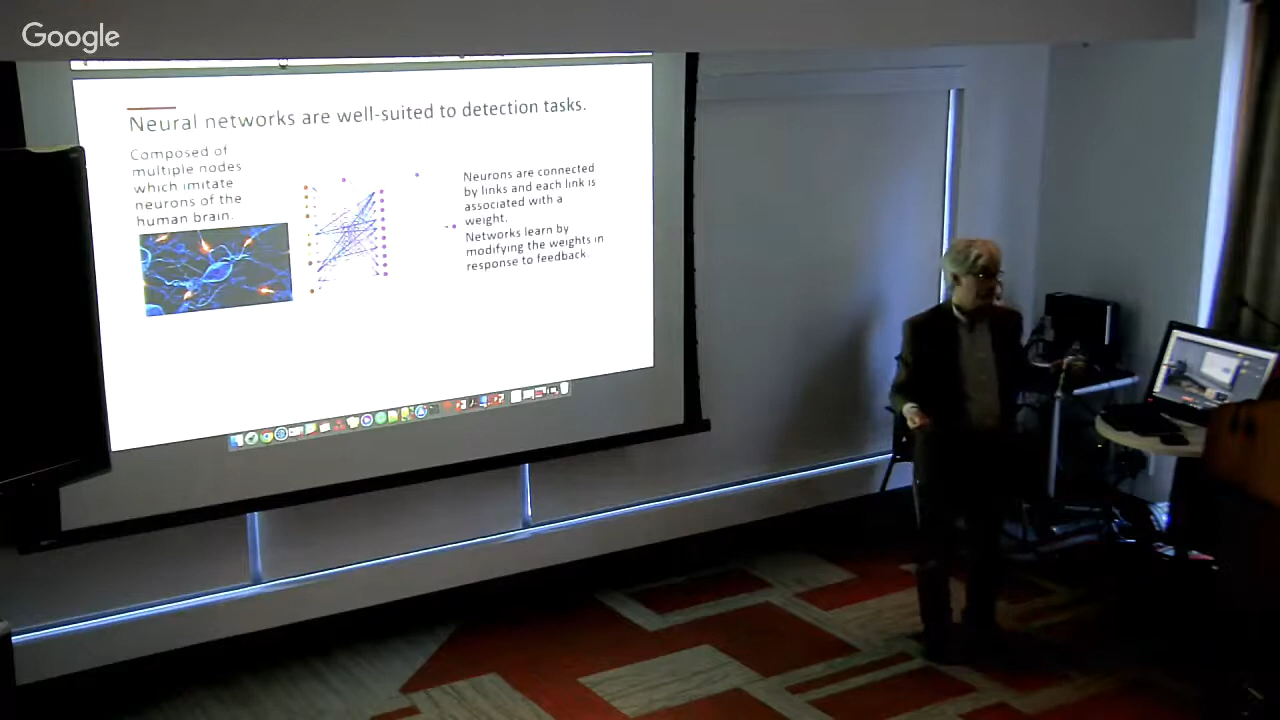 Google
Neural networks are well-suited to detection tasks.
Composed of
multiple nodes
which imitate
neurons of the
human brain.
Neurons are connected
by links and each link is
associated with a
weight.
Networks learn by
modifying the weights in
response to feedback.